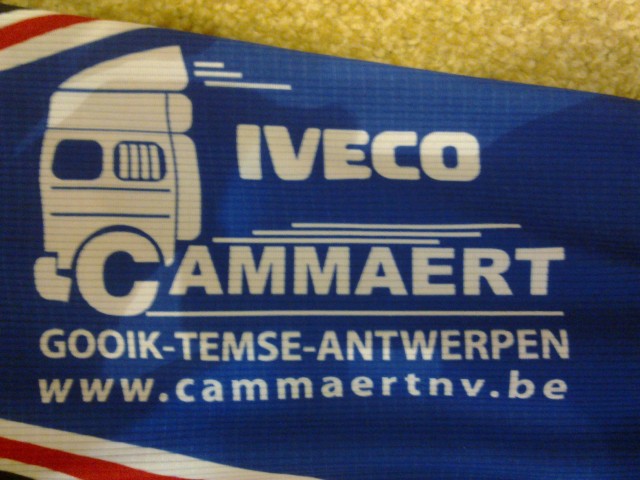 IVECO
CAMMAERT
GOOIK-TEMSE-ANTWERPEN
www.cammaertnv.be